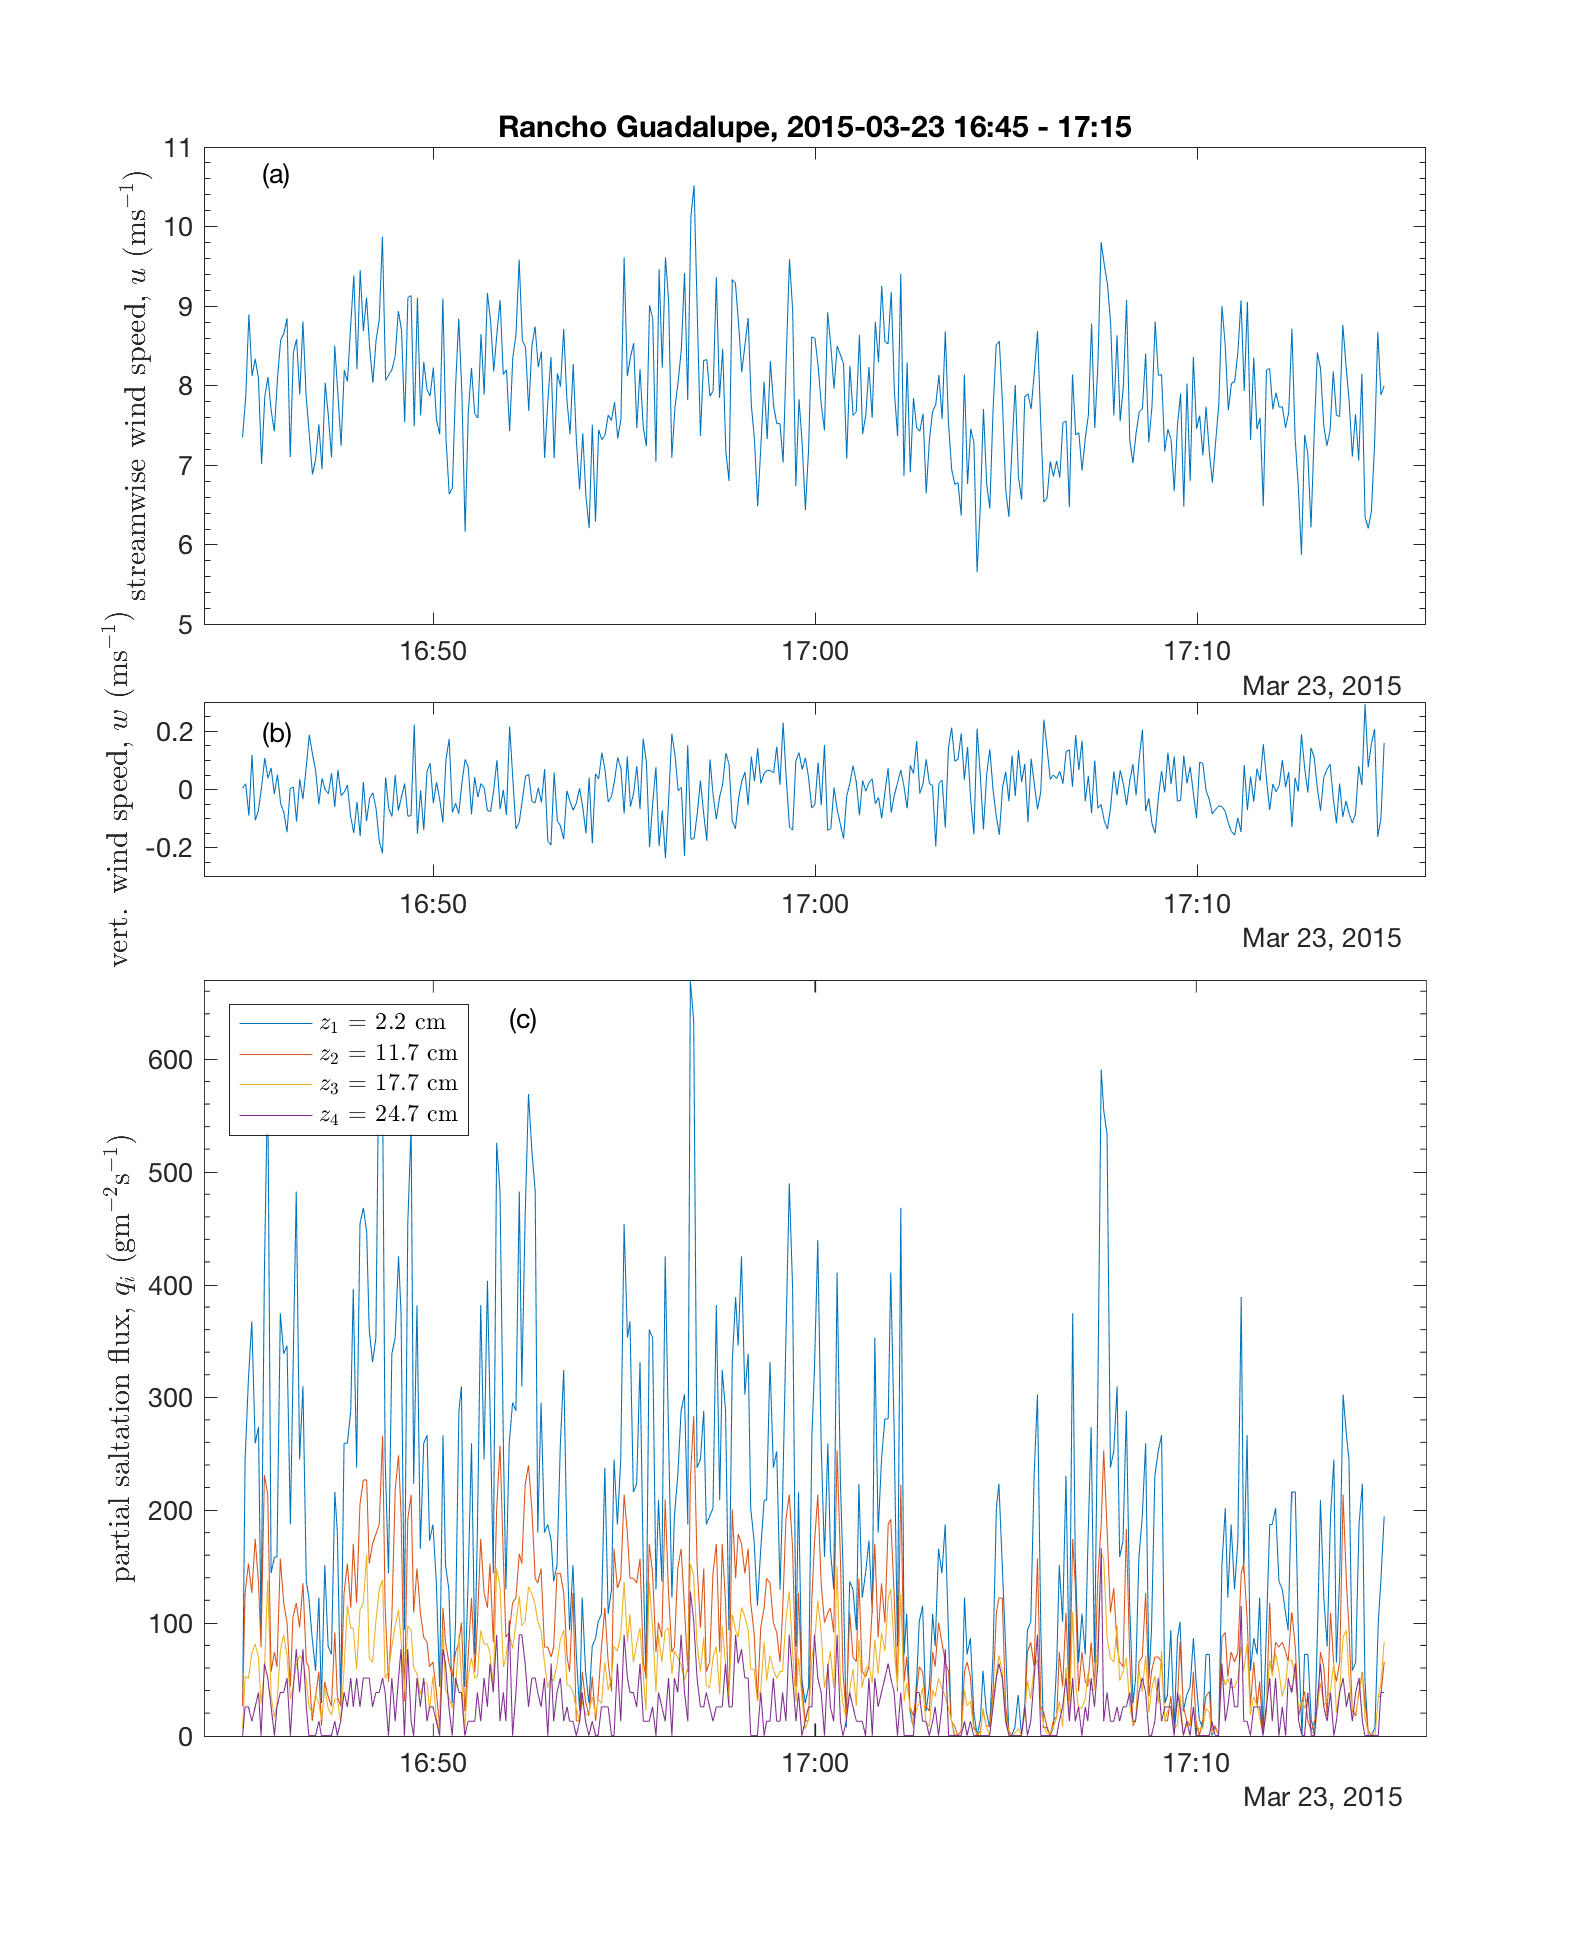 Rancho Guadalupe, 2015-03-23 16:45 - 17:15
(a)
streamwise wind speed, u (ms⁻¹)
11
10
9
8
7
6
5
16:50 17:00 17:10
Mar 23, 2015
(b)
vert. wind speed, w (ms⁻¹)
0.2
0
-0.2
16:50 17:00 17:10
Mar 23, 2015
(c)
z₁ = 2.2 cm
z₂ = 11.7 cm
z₃ = 17.7 cm
z₄ = 24.7 cm
partial saltation flux, qᵢ (gm⁻²s⁻¹)
600
500
400
300
200
100
0
16:50 17:00 17:10
Mar 23, 2015